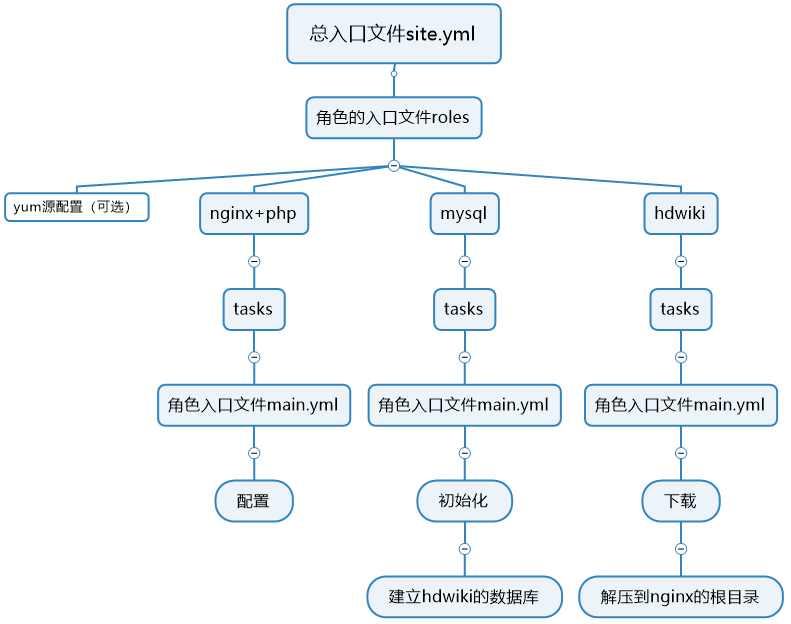 总入口文件site.yml
角色的入口文件roles
yum源配置（可选）
nginx+php
mysql
hdwiki
tasks
tasks
tasks
角色入口文件main.yml
角色入口文件main.yml
角色入口文件main.yml
配置
初始化
下载
建立hdwiki的数据库
解压到nginx的根目录